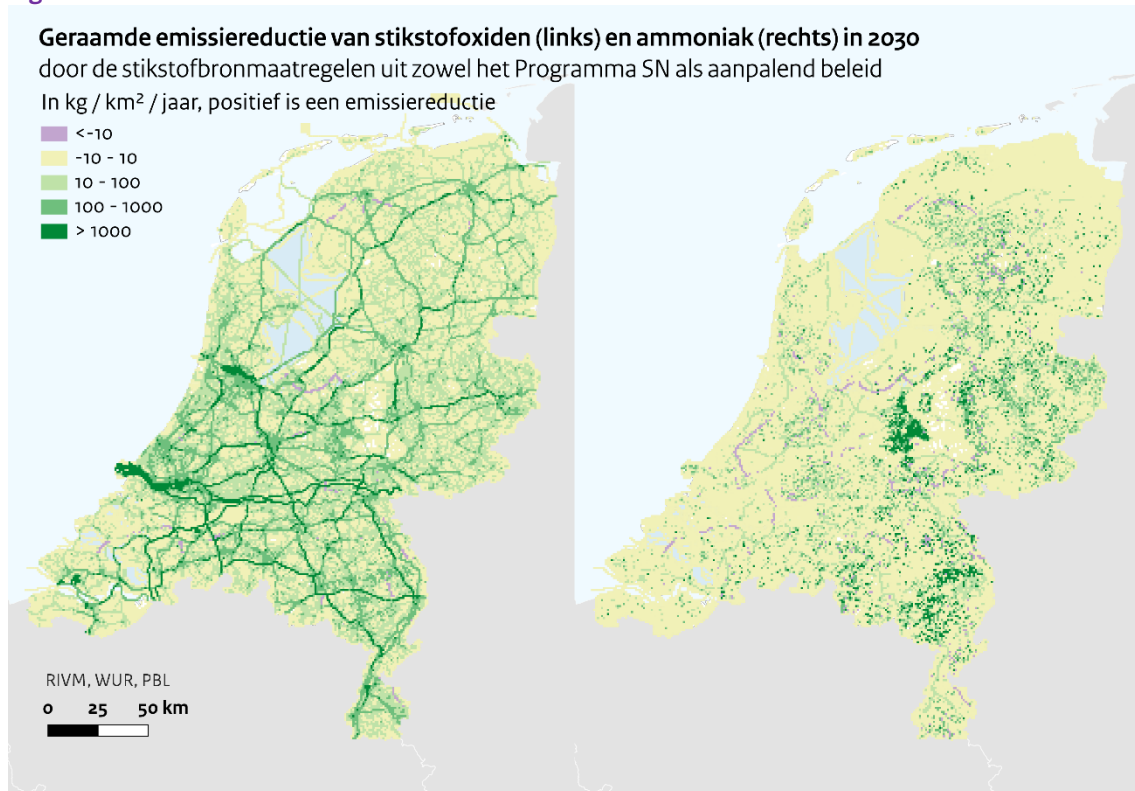 Geraamde emissiereductie van stikstofoxiden (links) en ammoniak (rechts) in 2030
door de stikstofbronmaatregelen uit zowel het Programma SN als aanpalend beleid
In kg / km² / jaar, positief is een emissiereductie
<-10
-10 - 10
10 - 100
100 - 1000
> 1000
RIVM, WUR, PBL
0 25 50 km